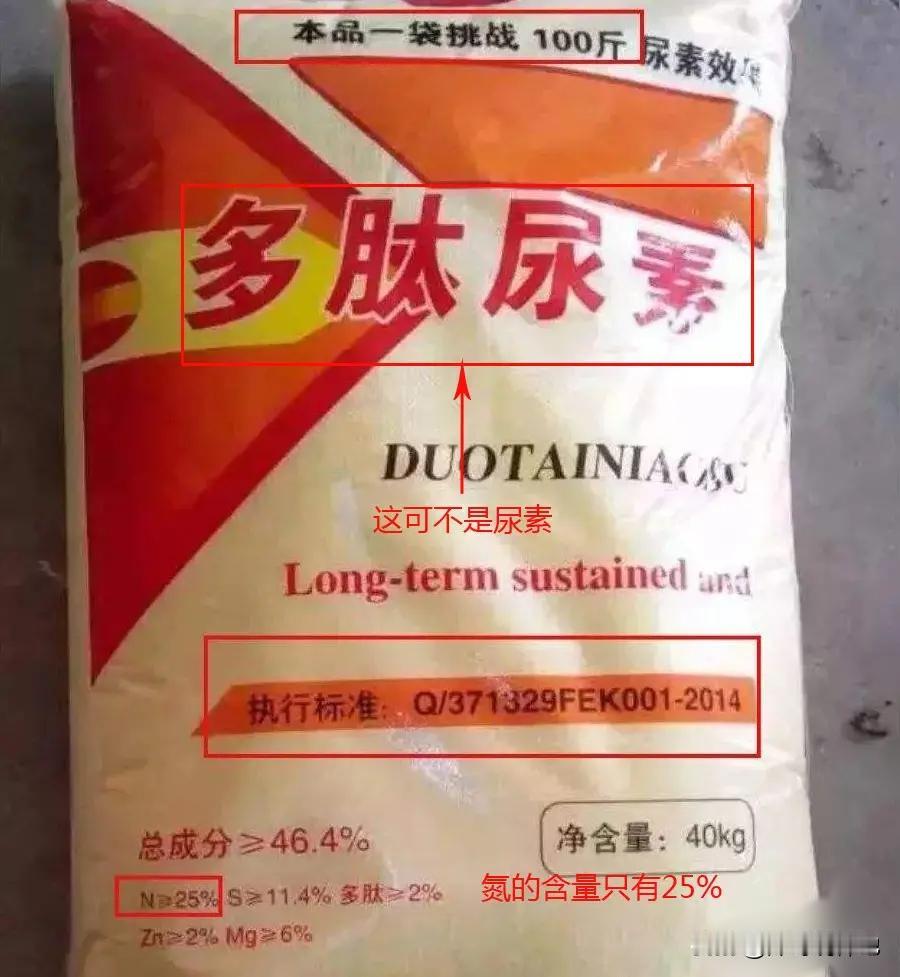 本品一袋挑战 100斤 尿素效果
多肽尿素
DUOTAINIAOSU
这可不是尿素
Long-term sustained and
执行标准: Q/371329FEK001-2014
总成分≥46.4%
净含量: 40kg
N≥25% S≥11.4% 多肽≥2%
氮的含量只有25%
Zn≥2% Mg≥6%